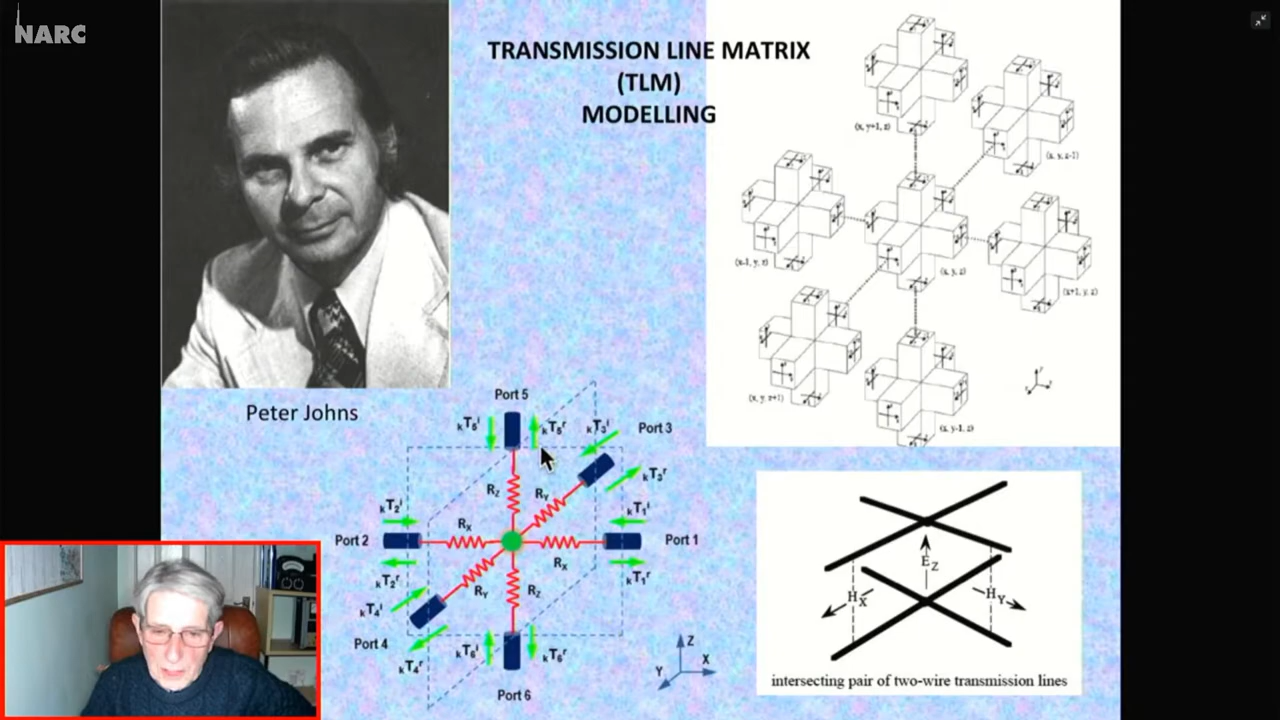 NARC
TRANSMISSION LINE MATRIX
(TLM)
MODELLING
Peter Johns
(x, y+1, z)
(x, y, z-1)
(x-1, y, z)
(x, y, z)
(x+1, y, z)
(x, y, z+1)
(x, y-1, z)
Port 5
kT5i
kT5r
kT3i
Port 3
kT3r
RZ
RY
kT2i
kT1i
Port 2
RX
Port 1
RX
kT2r
kT1r
RY
RZ
kT4i
Port 4
kT4r
kT6i
kT6r
Port 6
Z
Y
X
EZ
HX
HY
intersecting pair of two-wire transmission lines